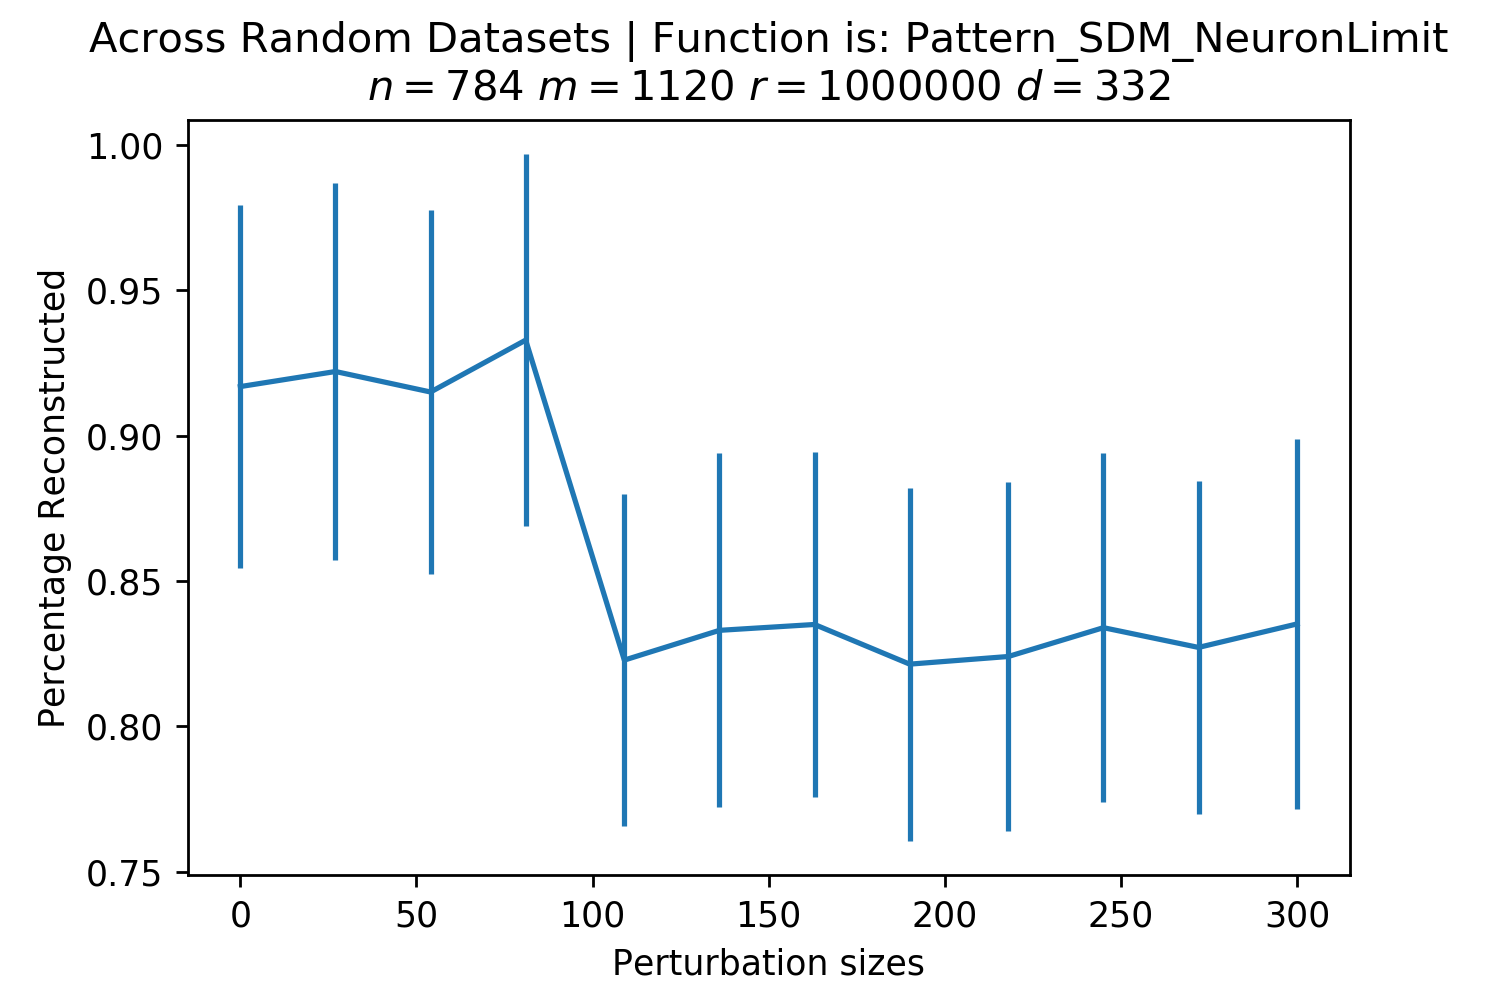 Across Random Datasets | Function is: Pattern_SDM_NeuronLimit
n = 784 m = 1120 r = 1000000 d = 332
1.00
0.95
0.90
0.85
0.80
0.75
Percentage Reconstructed
0 50 100 150 200 250 300
Perturbation sizes